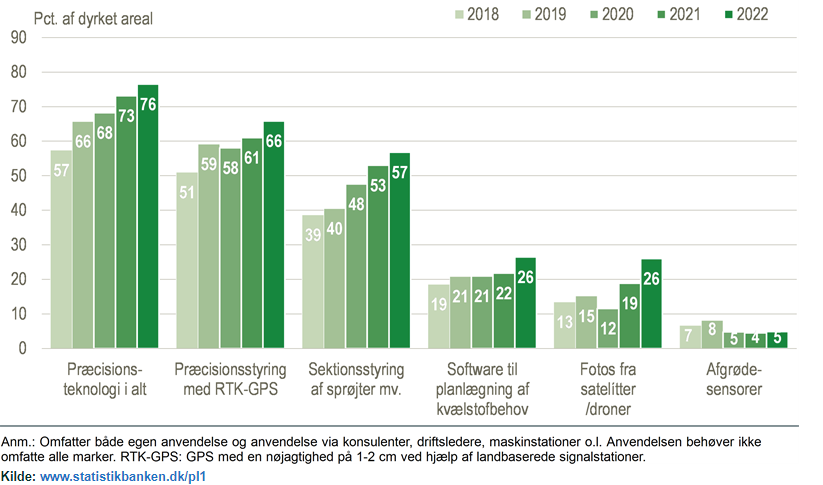 Pct. af dyrket areal
2018 2019 2020 2021 2022
90
80
70
60
50
40
30
20
10
0
57 66 68 73 76
51 59 58 61 66
39 40 48 53 57
19 21 21 22 26
13 15 12 19 26
7 8 5 4 5
Præcisions-
teknologi i alt
Præcisionsstyring
med RTK-GPS
Sektionsstyring
af sprøjter mv.
Software til
planlægning af
kvælstofbehov
Fotos fra
satelitter
/droner
Afgrøde-
sensorer
Anm.: Omfatter både egen anvendelse og anvendelse via konsulenter, driftsledere, maskinstationer o.l. Anvendelsen behøver ikke
omfatte alle marker. RTK-GPS: GPS med en nøjagtighed på 1-2 cm ved hjælp af landbaserede signalstationer.
Kilde: www.statistikbanken.dk/pl1